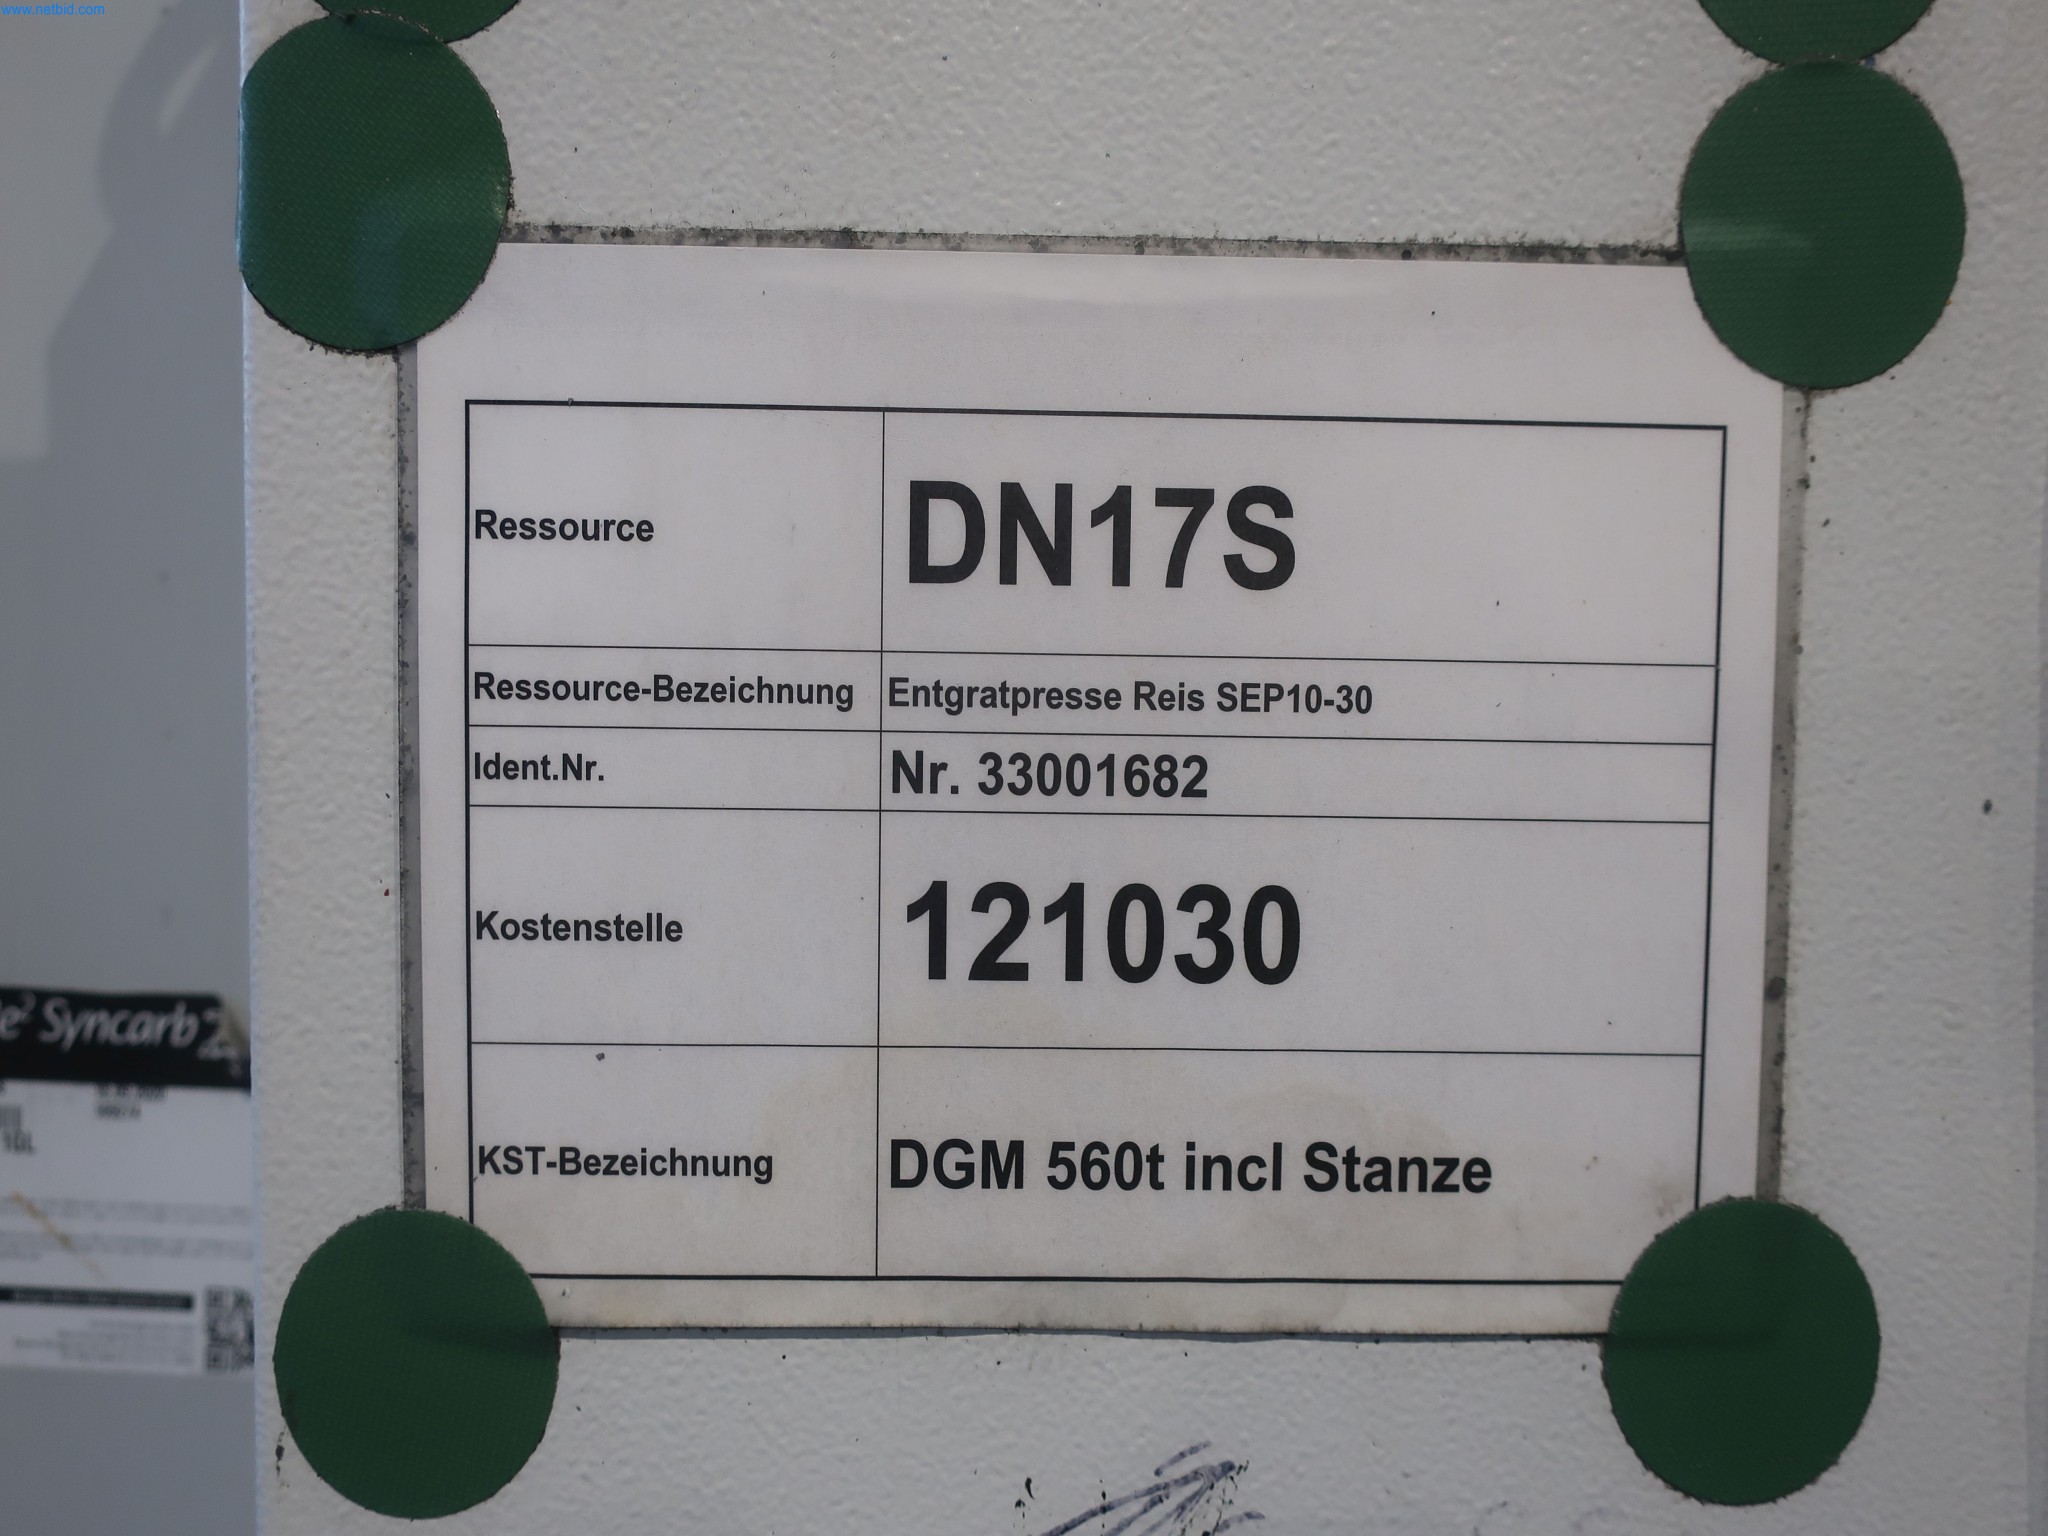 www.netbid.com
Ressource DN17S
Ressource-Bezeichnung Entgratpresse Reis SEP10-30
Ident.Nr. Nr. 33001682
Kostenstelle 121030
KST-Bezeichnung DGM 560t incl Stanze
Syncarb